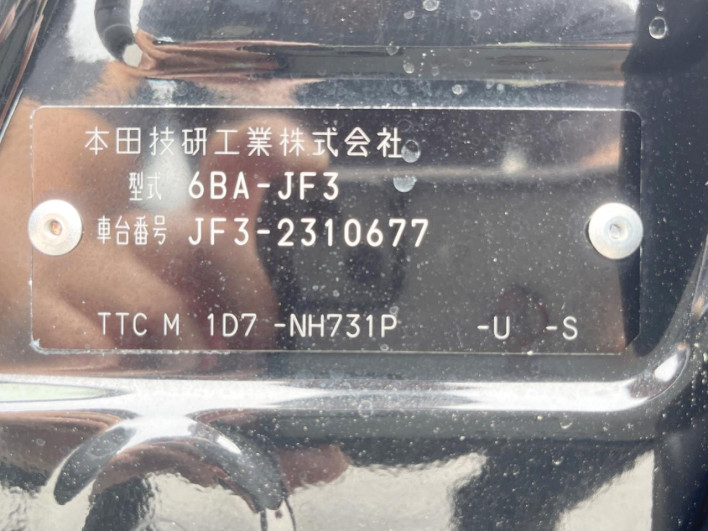 本田技研工業株式会社
型式 6BA-JF3
車台番号 JF3-2310677
TTC M 1D7 -NH731P -U -S